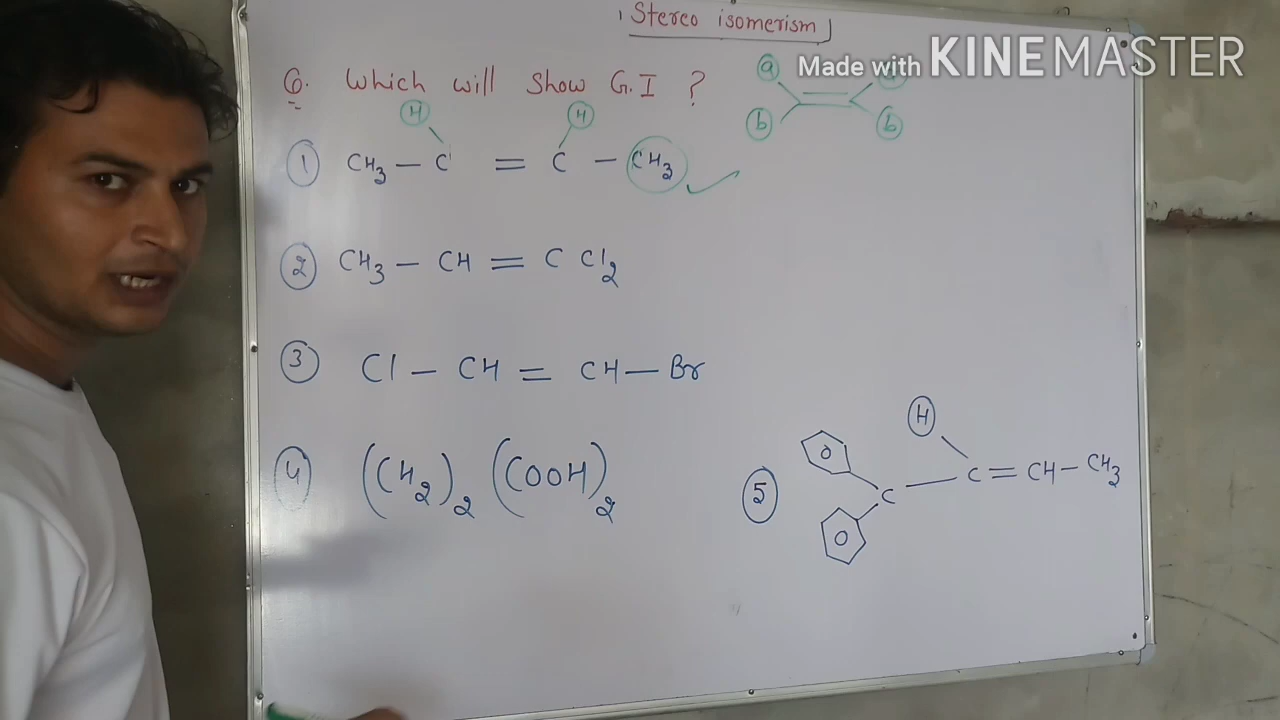 Stereo isomerism
Made with KINEMASTER
Q. Which will show G.I ?
a
b b
H H
① CH₃ — C = C — CH₃ ✓
② CH₃ — CH = C Cl₂
③ Cl — CH = CH — Br
④ (CH₂)₂ (COOH)₂
⑤ C — C = CH — CH₃
H